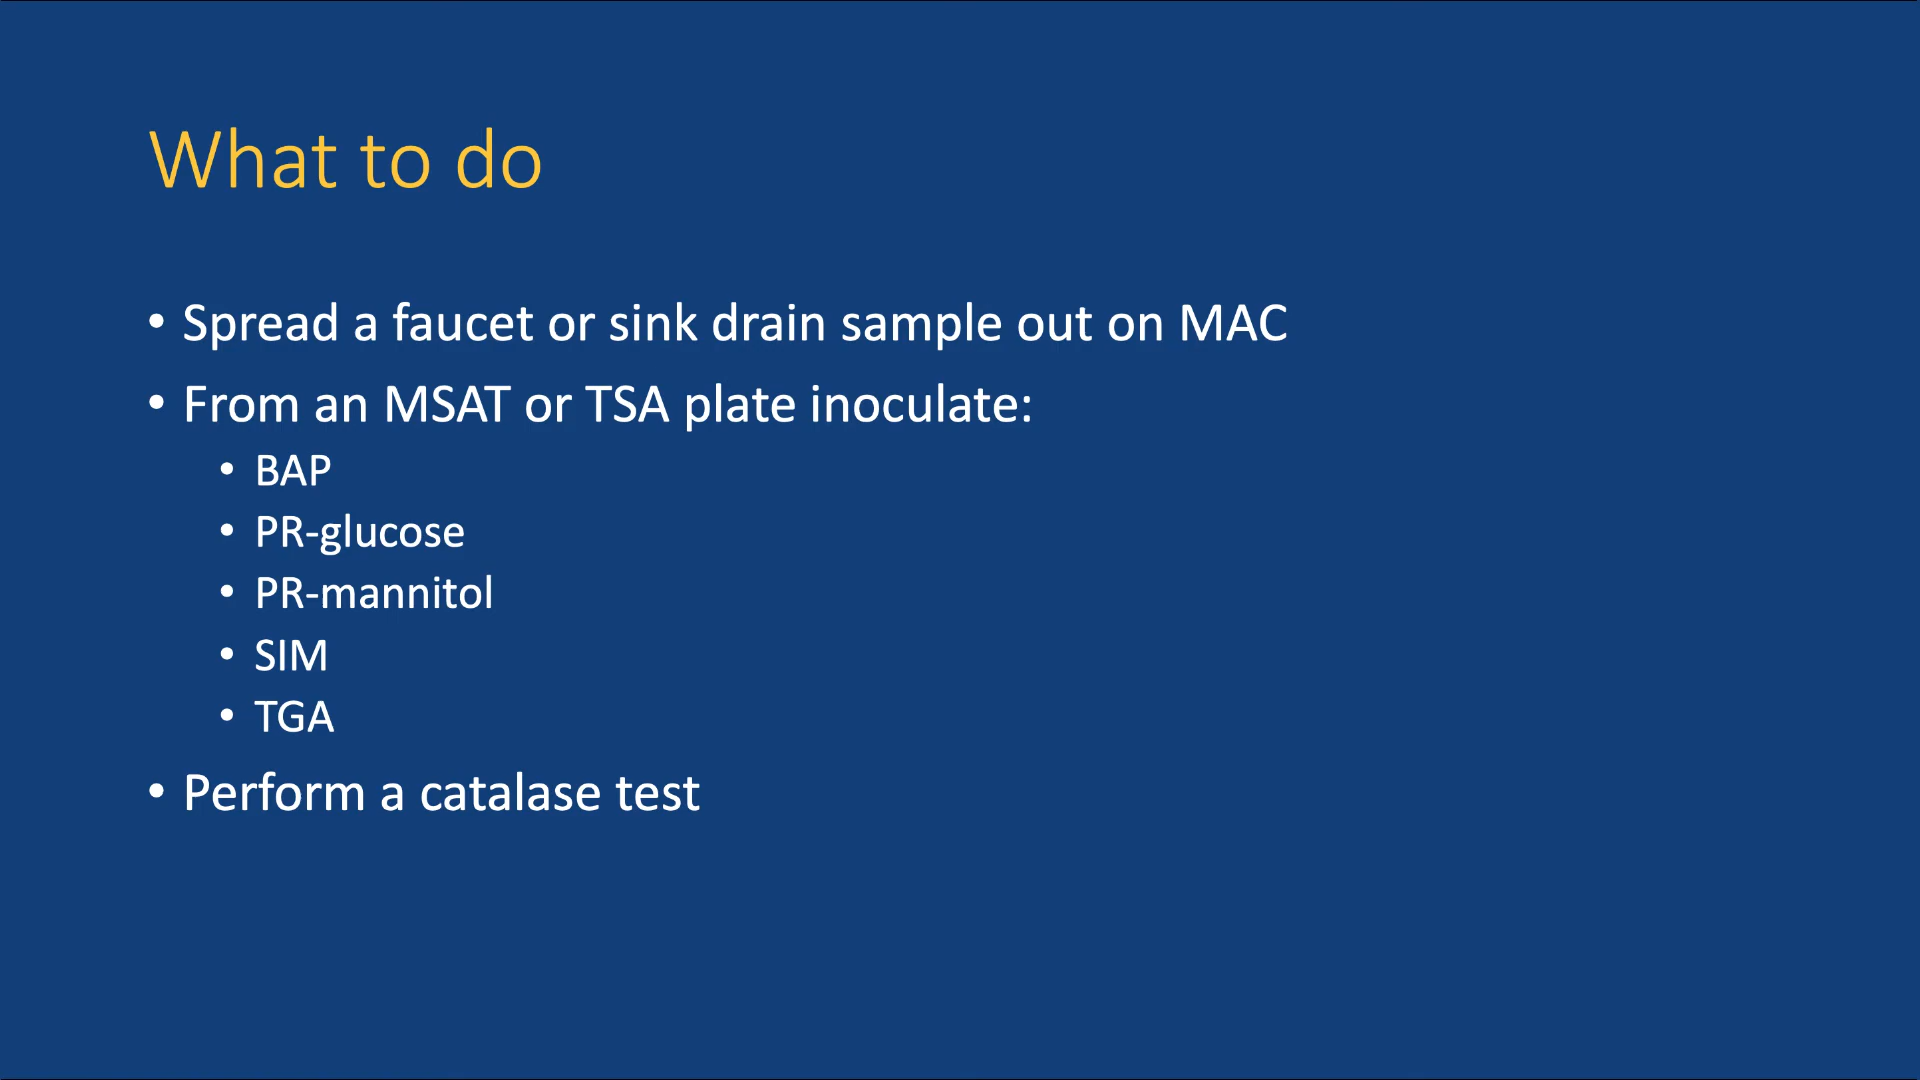 What to do
• Spread a faucet or sink drain sample out on MAC
• From an MSAT or TSA plate inoculate:
• BAP
• PR-glucose
• PR-mannitol
• SIM
• TGA
• Perform a catalase test